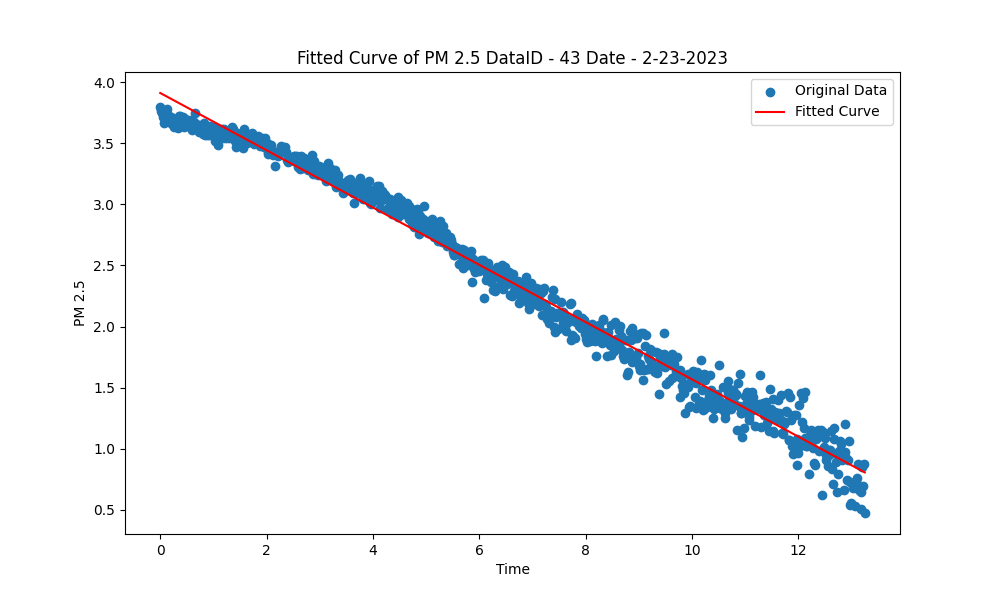 Fitted Curve of PM 2.5 DataID - 43 Date - 2-23-2023
Original Data
Fitted Curve
PM 2.5
4.0
3.5
3.0
2.5
2.0
1.5
1.0
0.5
0 2 4 6 8 10 12
Time